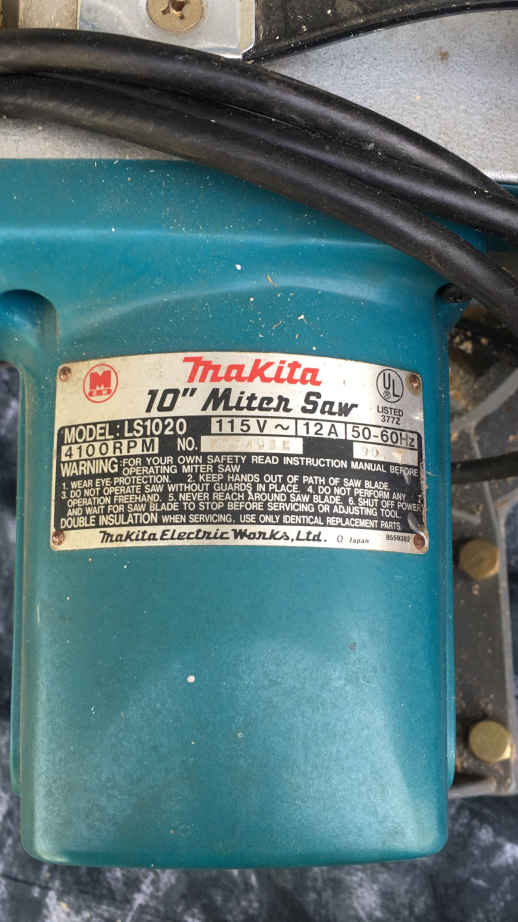 M
Makita
10" Miter Saw
UL
LISTED
377Z
MODEL: LS1020 115V~ 12A 50-60Hz
4100RPM NO.
WARNING: FOR YOUR OWN SAFETY READ INSTRUCTION MANUAL BEFORE
OPERATING MITER SAW
1. WEAR EYE PROTECTION. 2. KEEP HANDS OUT OF PATH OF SAW BLADE.
3. DO NOT OPERATE SAW WITHOUT GUARDS IN PLACE. 4. DO NOT PERFORM ANY
OPERATION FREEHAND. 5. NEVER REACH AROUND SAW BLADE. 6. SHUT OFF POWER
AND WAIT FOR SAW BLADE TO STOP BEFORE SERVICING OR ADJUSTING TOOL.
DOUBLE INSULATION WHEN SERVICING, USE ONLY IDENTICAL REPLACEMENT PARTS
Makita Electric Works, Ltd. Japan